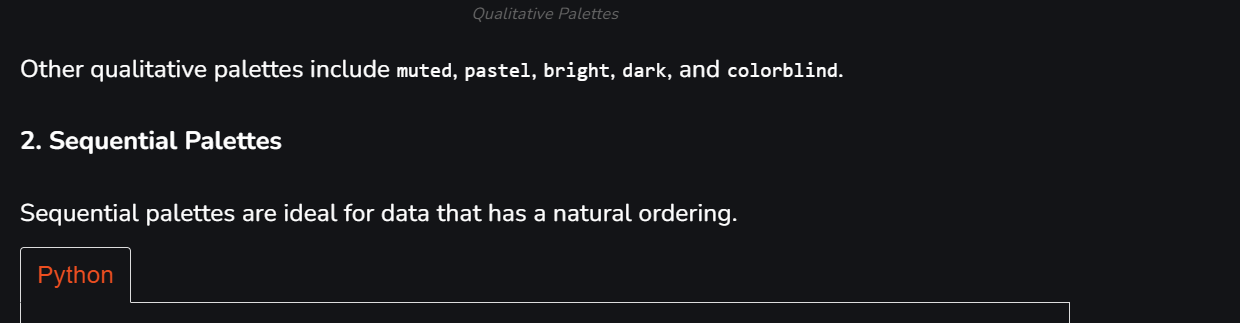 Qualitative Palettes
Other qualitative palettes include muted, pastel, bright, dark, and colorblind.
2. Sequential Palettes
Sequential palettes are ideal for data that has a natural ordering.
Python